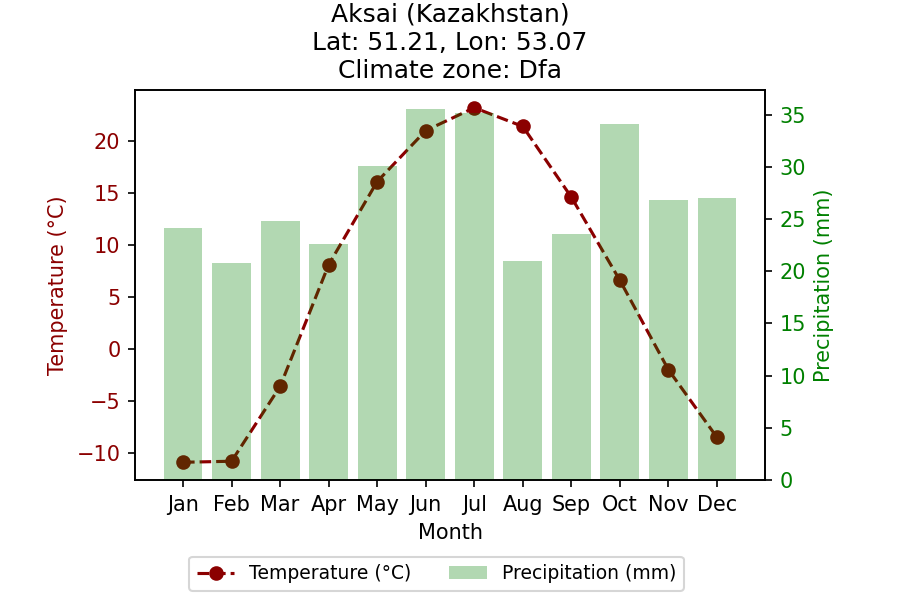 Aksai (Kazakhstan)
Lat: 51.21, Lon: 53.07
Climate zone: Dfa
Temperature (°C)
20
15
10
5
0
−5
−10
35
30
25
20
15
10
5
0
Precipitation (mm)
Jan Feb Mar Apr May Jun Jul Aug Sep Oct Nov Dec
Month
Temperature (°C) Precipitation (mm)